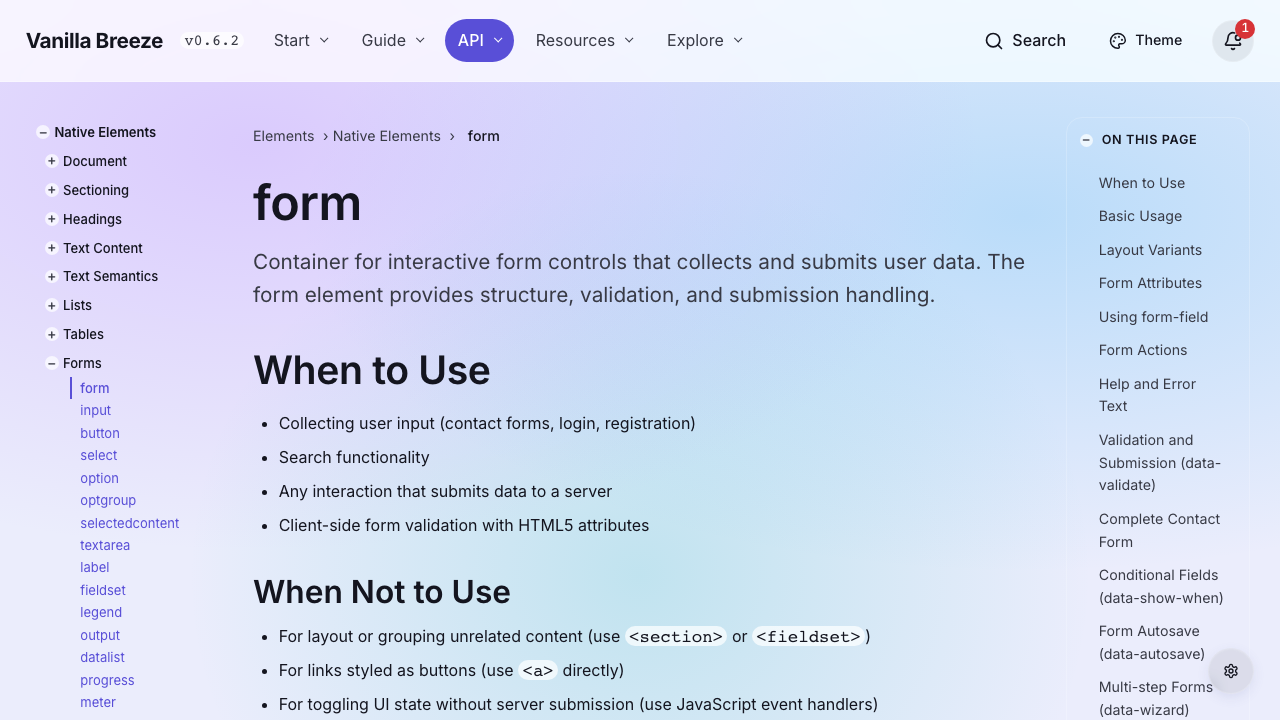 Vanilla Breeze v0.6.2 Start Guide API Resources Explore Search Theme 1
Native Elements
Document
Sectioning
Headings
Text Content
Text Semantics
Lists
Tables
Forms
form
input
button
select
option
optgroup
selectedcontent
textarea
label
fieldset
legend
output
datalist
progress
meter
Elements › Native Elements › form
form
Container for interactive form controls that collects and submits user data. The
form element provides structure, validation, and submission handling.
When to Use
• Collecting user input (contact forms, login, registration)
• Search functionality
• Any interaction that submits data to a server
• Client-side form validation with HTML5 attributes
When Not to Use
• For layout or grouping unrelated content (use <section> or <fieldset>)
• For links styled as buttons (use <a> directly)
• For toggling UI state without server submission (use JavaScript event handlers)
ON THIS PAGE
When to Use
Basic Usage
Layout Variants
Form Attributes
Using form-field
Form Actions
Help and Error
Text
Validation and
Submission (data-
validate)
Complete Contact
Form
Conditional Fields
(data-show-when)
Form Autosave
(data-autosave)
Multi-step Forms
(data-wizard)